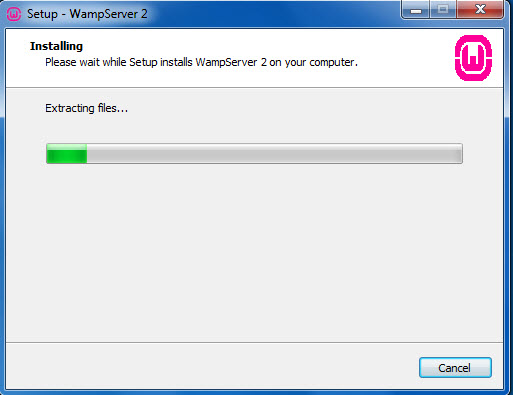 Setup - WampServer 2
Installing
Please wait while Setup installs WampServer 2 on your computer.
Extracting files...
Cancel